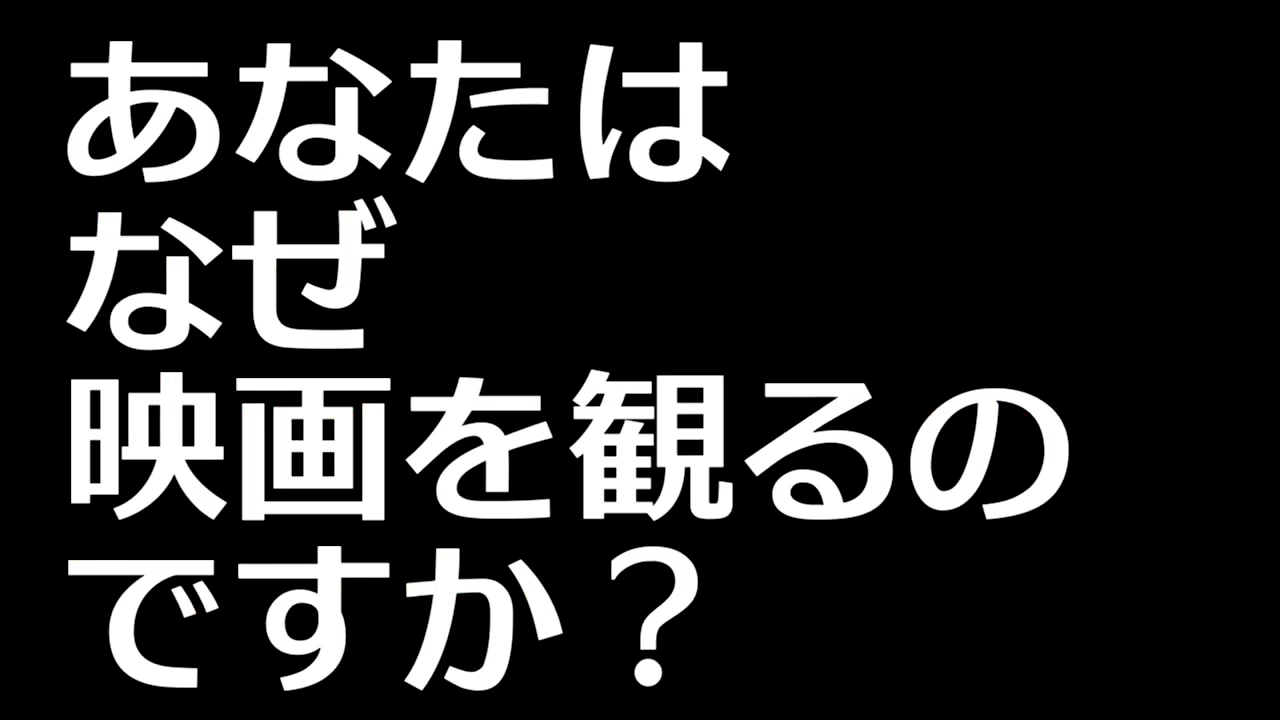 あなたは
なぜ
映画を観るの
ですか？